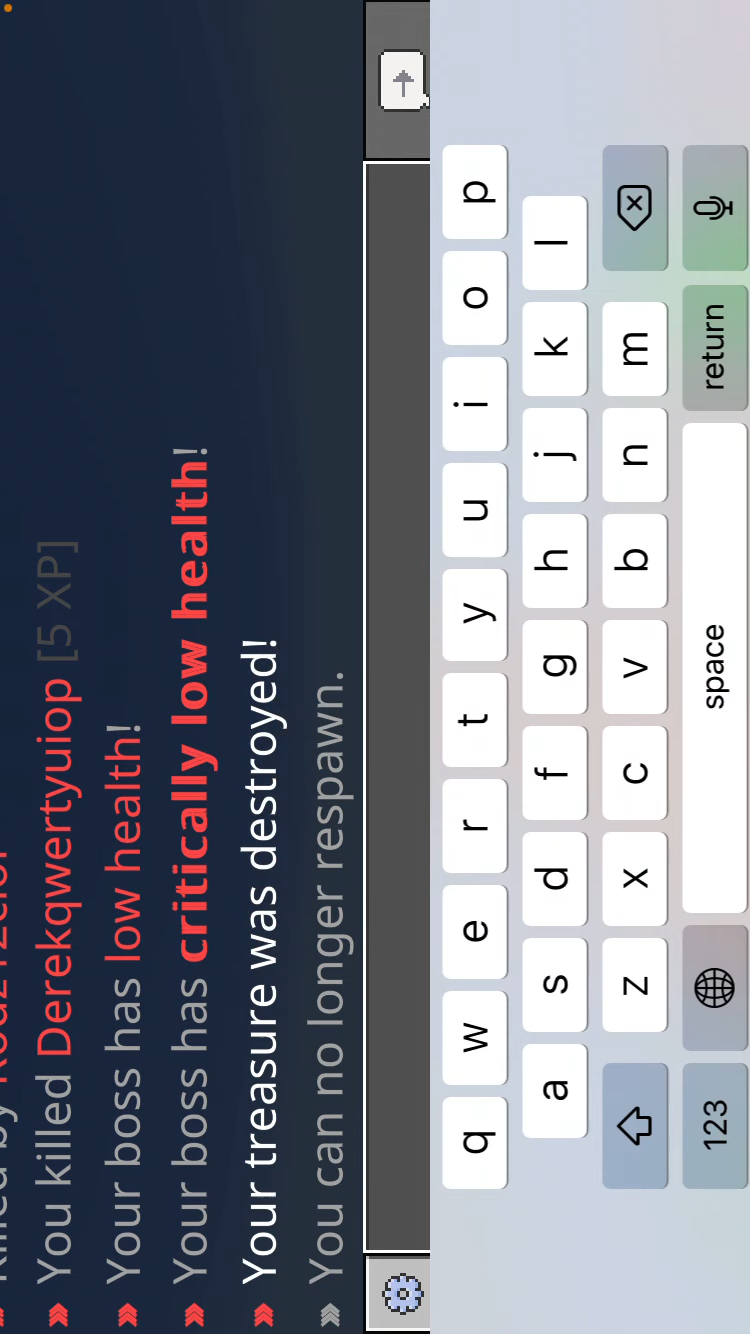 You killed Derekqwertyuiop [5 XP]
Your boss has low health!
Your boss has critically low health!
Your treasure was destroyed!
You can no longer respawn.
q w e r t y u i o p
a s d f g h j k l
z x c v b n m
123 space return